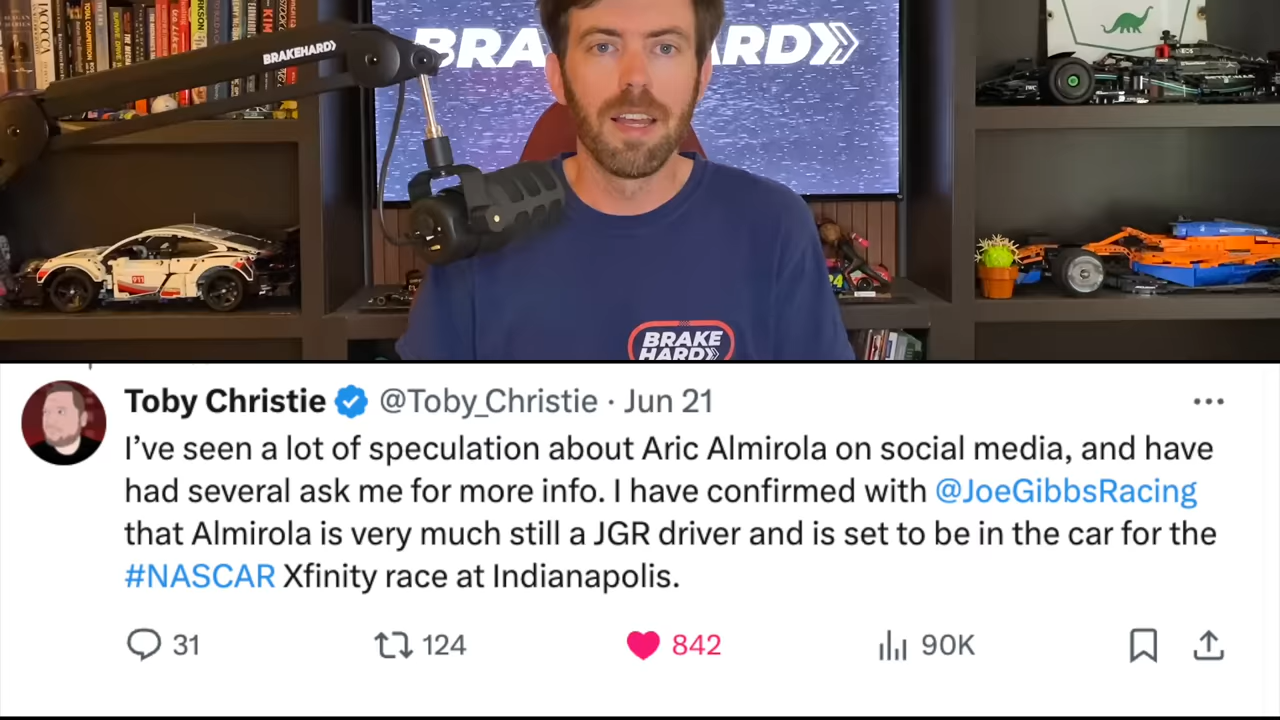 BRAKEHARD
BRA ARD
BRAKE
HARD
Toby Christie @Toby_Christie · Jun 21
I’ve seen a lot of speculation about Aric Almirola on social media, and have
had several ask me for more info. I have confirmed with @JoeGibbsRacing
that Almirola is very much still a JGR driver and is set to be in the car for the
#NASCAR Xfinity race at Indianapolis.
31 124 842 90K